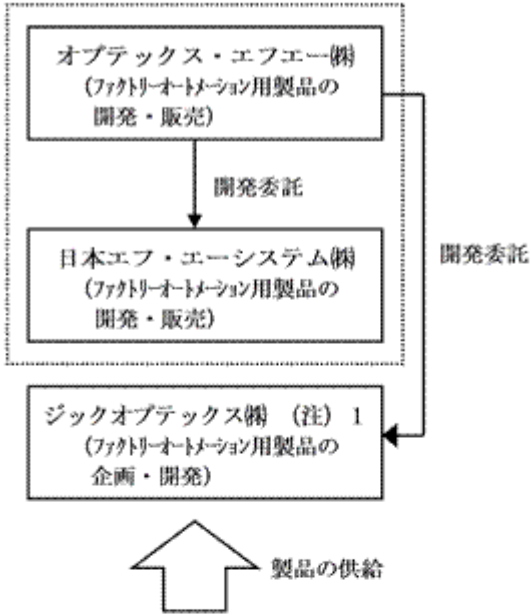 オプテックス・エフエー㈱
(ファクトリーオートメーション用製品の
開発・販売)
開発委託
開発委託
日本エフ・エーシステム㈱
(ファクトリーオートメーション用製品の
開発・販売)
ジックオプテックス㈱ (注) 1
(ファクトリーオートメーション用製品の
企画・開発)
製品の供給